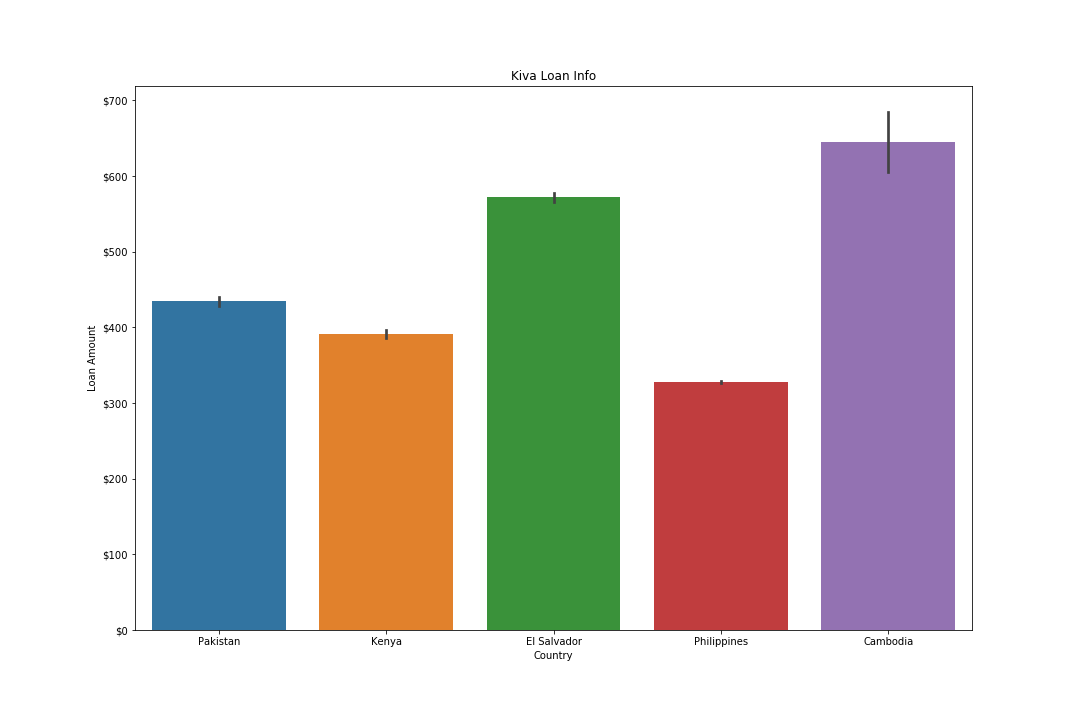 Kiva Loan Info
$700
$600
$500
$400
$300
$200
$100
$0
Loan Amount
Pakistan Kenya El Salvador Philippines Cambodia
Country